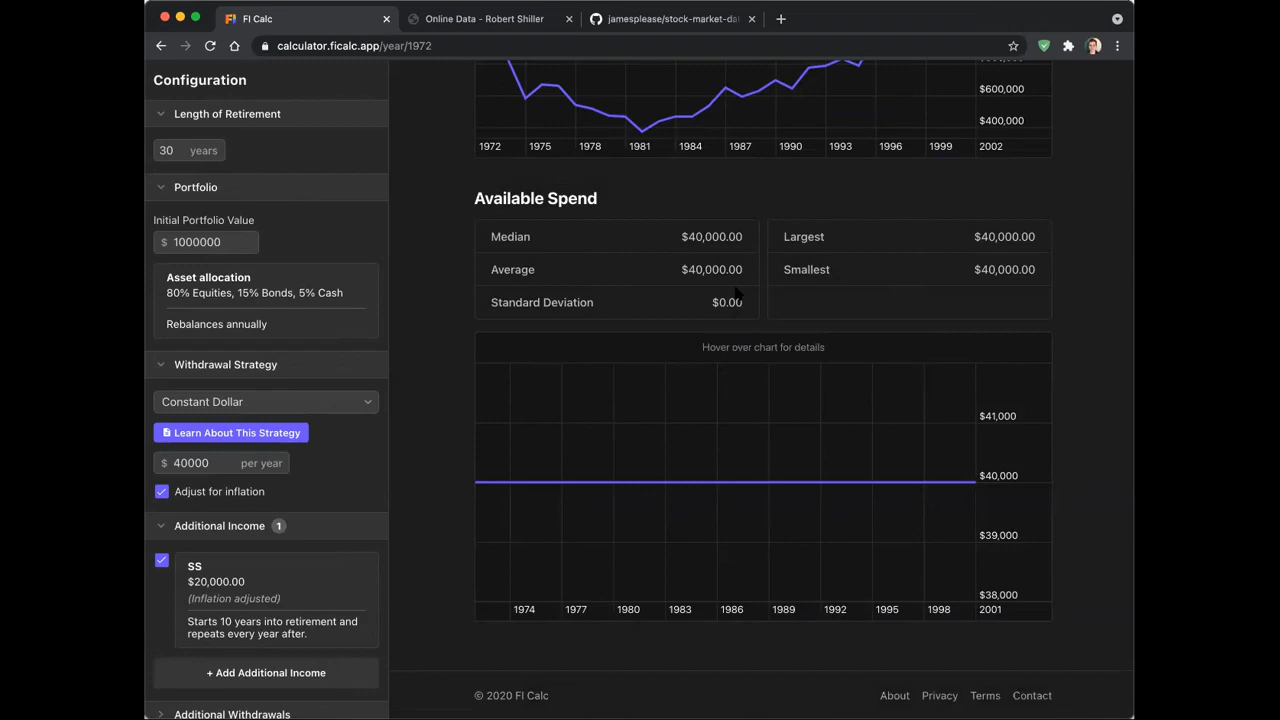 FI Calc
Online Data - Robert Shiller
jamesplease/stock-market-da
calculator.ficalc.app/year/1972
Configuration
Length of Retirement
30 years
Portfolio
Initial Portfolio Value
$ 1000000
Asset allocation
80% Equities, 15% Bonds, 5% Cash
Rebalances annually
Withdrawal Strategy
Constant Dollar
Learn About This Strategy
$ 40000 per year
Adjust for inflation
Additional Income 1
SS
$20,000.00
(Inflation adjusted)
Starts 10 years into retirement and
repeats every year after.
+ Add Additional Income
Additional Withdrawals
$600,000
$400,000
1972 1975 1978 1981 1984 1987 1990 1993 1996 1999 2002
Available Spend
Median $40,000.00
Average $40,000.00
Standard Deviation $0.00
Largest $40,000.00
Smallest $40,000.00
Hover over chart for details
$41,000
$40,000
$39,000
$38,000
1974 1977 1980 1983 1986 1989 1992 1995 1998 2001
© 2020 FI Calc
About Privacy Terms Contact